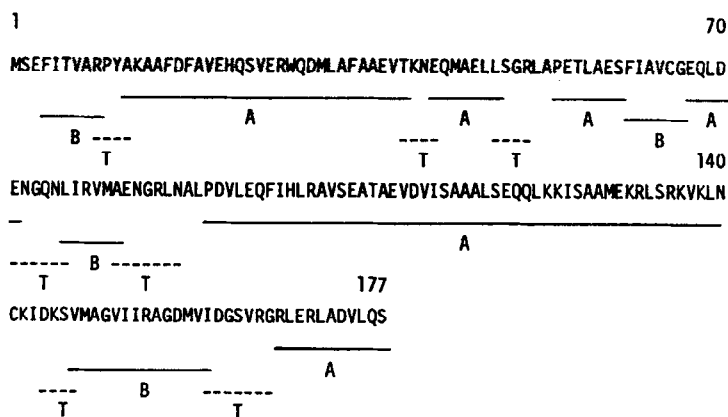 1 70
MSEFITVARPYAKAAFDFAVEHQSVERWQDMLAFAAEVTKNEQMAELLSGRLAPETLAESFIAVCGEQLD
B A A A B A
T T T
140
ENGQNLIRVMAENGRLNALPDVLEQFIHLRAVSEATAEVDVISAAALSEQQLKKISAAMEKRLSRKVKLN
B A
T T
177
CKIDKSVMAGVIIRAGDMVIDGSVRGRLERLADVLQS
B A
T T